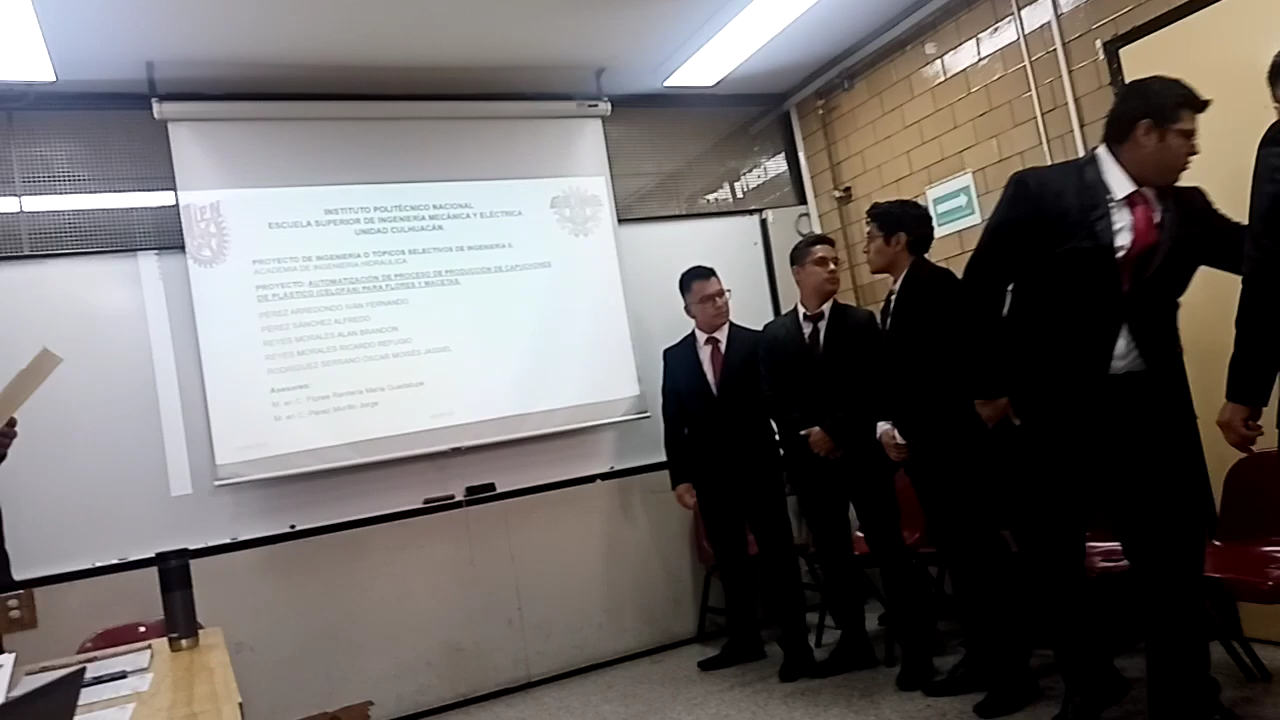 INSTITUTO POLITÉCNICO NACIONAL
ESCUELA SUPERIOR DE INGENIERÍA MECÁNICA Y ELÉCTRICA
UNIDAD CULHUACÁN.
PROYECTO DE INGENIERÍA O TÓPICOS SELECTIVOS DE INGENIERÍA II.
ACADEMIA DE INGENIERÍA HIDRÁULICA
PROYECTO: AUTOMATIZACIÓN DE PROCESO DE PRODUCCIÓN DE CAPUCHONES
DE PLÁSTICO (CELOFÁN) PARA FLORES Y MACETAS.
PÉREZ ARREDONDO IVÁN FERNANDO
PÉREZ SÁNCHEZ ALFREDO
REYES MORALES ALAN BRANDON
REYES MORALES RICARDO REFUGIO
RODRÍGUEZ SERRANO OSCAR MOISÉS
Asesores:
M. en C. Flores Rentería María Guadalupe
M. en C. Pérez Murillo Jorge